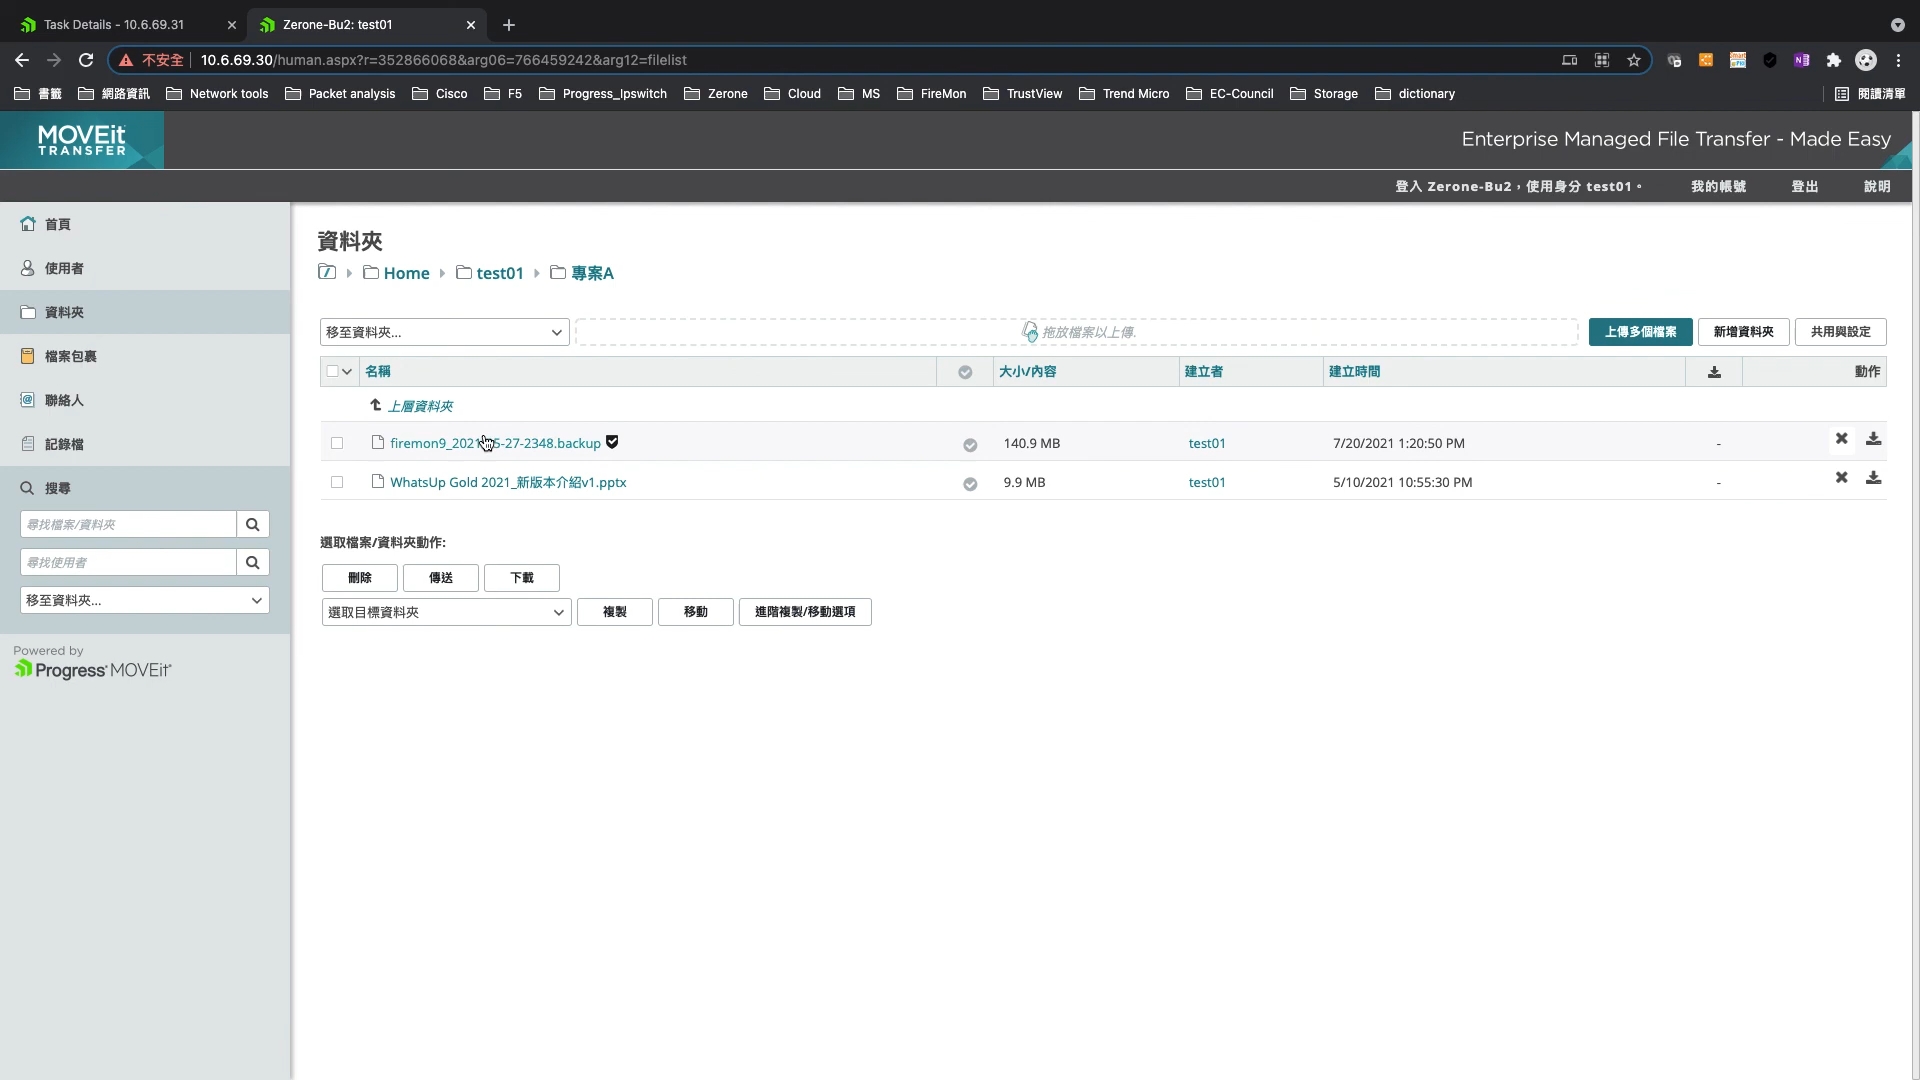 Task Details - 10.6.69.31
Zerone-Bu2: test01
不安全 10.6.69.30/human.aspx?r=352866068&arg06=766459242&arg12=filelist
書籤 網路資訊 Network tools Packet analysis Cisco F5 Progress_Ipswitch Zerone Cloud MS FireMon TrustView Trend Micro EC-Council Storage dictionary 閱讀清單
MOVEit
TRANSFER
Enterprise Managed File Transfer - Made Easy
登入 Zerone-Bu2，使用身分 test01。 我的帳號 登出 說明
首頁
使用者
資料夾
檔案包裹
聯絡人
記錄檔
搜尋
尋找檔案/資料夾
尋找使用者
移至資料夾...
Powered by
Progress MOVEit
資料夾
Home test01 專案A
移至資料夾... 拖放檔案以上傳. 上傳多個檔案 新增資料夾 共用與設定
名稱 大小/內容 建立者 建立時間 動作
上層資料夾
firemon9_2021 5-27-2348.backup 140.9 MB test01 7/20/2021 1:20:50 PM -
WhatsUp Gold 2021_新版本介紹v1.pptx 9.9 MB test01 5/10/2021 10:55:30 PM -
選取檔案/資料夾動作:
刪除 傳送 下載
選取目標資料夾 複製 移動 進階複製/移動選項